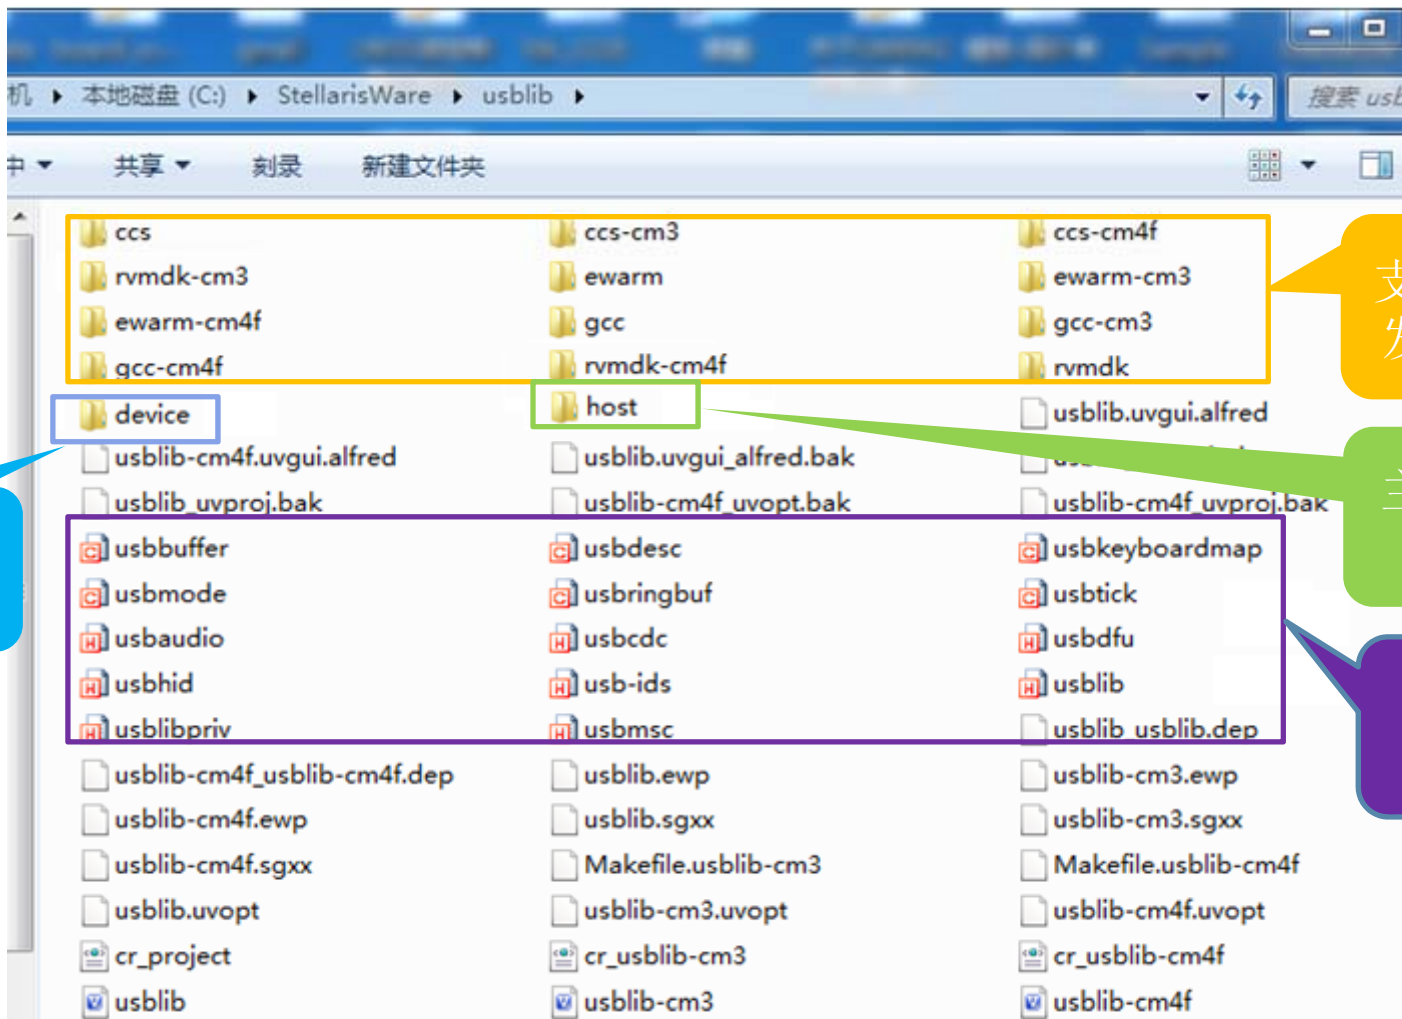 机 ▸ 本地磁盘 (C:) ▸ StellarisWare ▸ usblib ▸
搜索 usb
中 共享 刻录 新建文件夹
ccs ccs-cm3 ccs-cm4f
rvmdk-cm3 ewarm ewarm-cm3
ewarm-cm4f gcc gcc-cm3
gcc-cm4f rvmdk-cm4f rvmdk
device host usblib.uvgui.alfred
usblib-cm4f.uvgui.alfred usblib.uvgui_alfred.bak
usblib_uvproj.bak usblib-cm4f_uvopt.bak usblib-cm4f_uvproj.bak
usbbuffer usbdesc usbkeyboardmap
usbmode usbringbuf usbtick
usbaudio usbcdc usbdfu
usbhid usb-ids usblib
usblibpriv usbmsc usblib_usblib.dep
usblib-cm4f_usblib-cm4f.dep usblib.ewp usblib-cm3.ewp
usblib-cm4f.ewp usblib.sgxx usblib-cm3.sgxx
usblib-cm4f.sgxx Makefile.usblib-cm3 Makefile.usblib-cm4f
usblib.uvopt usblib-cm3.uvopt usblib-cm4f.uvopt
cr_project cr_usblib-cm3 cr_usblib-cm4f
usblib usblib-cm3 usblib-cm4f
支
发